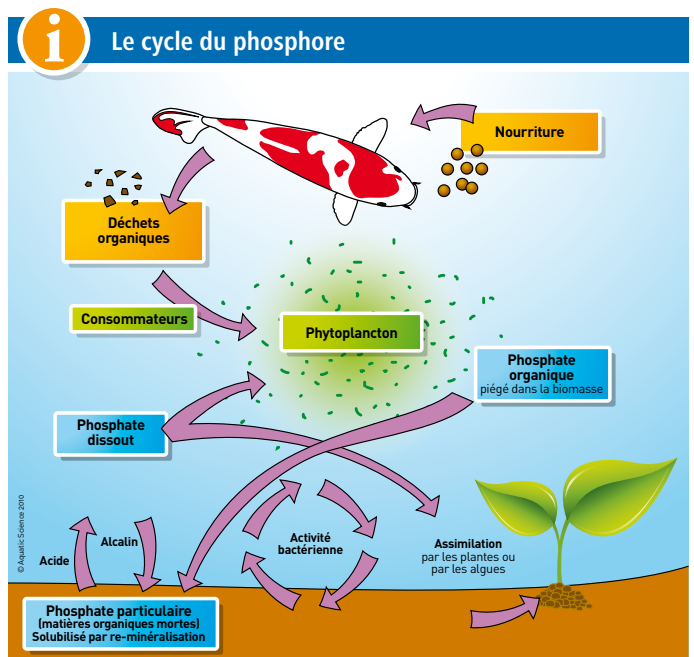 i
Le cycle du phosphore
Nourriture
Déchets
organiques
Consommateurs
Phytoplancton
Phosphate
organique
piégé dans la biomasse
Phosphate
dissout
© Aquatic Science 2010
Acide
Alcalin
Activité
bactérienne
Assimilation
par les plantes ou
par les algues
Phosphate particulaire
(matières organiques mortes)
Solubilisé par re-minéralisation